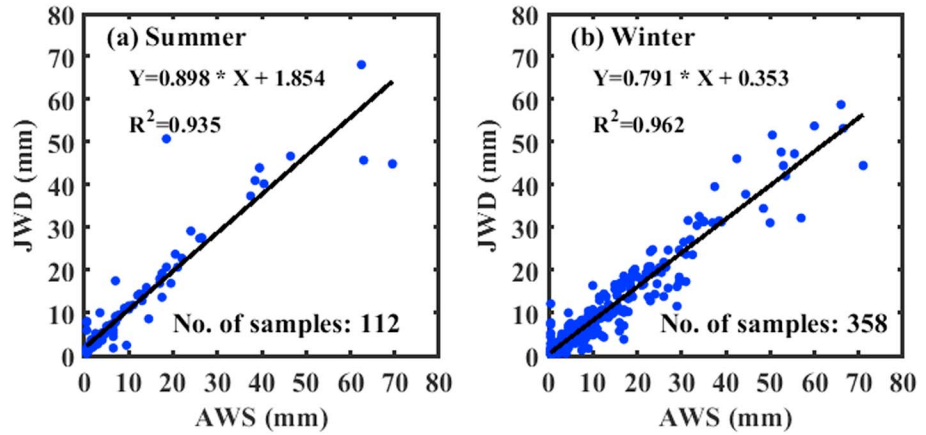 (a) Summer
Y=0.898 * X + 1.854
R2=0.935
No. of samples: 112
JWD (mm)
80
70
60
50
40
30
20
10
0
0 10 20 30 40 50 60 70 80
AWS (mm)
(b) Winter
Y=0.791 * X + 0.353
R2=0.962
No. of samples: 358
JWD (mm)
80
70
60
50
40
30
20
10
0
0 10 20 30 40 50 60 70 80
AWS (mm)